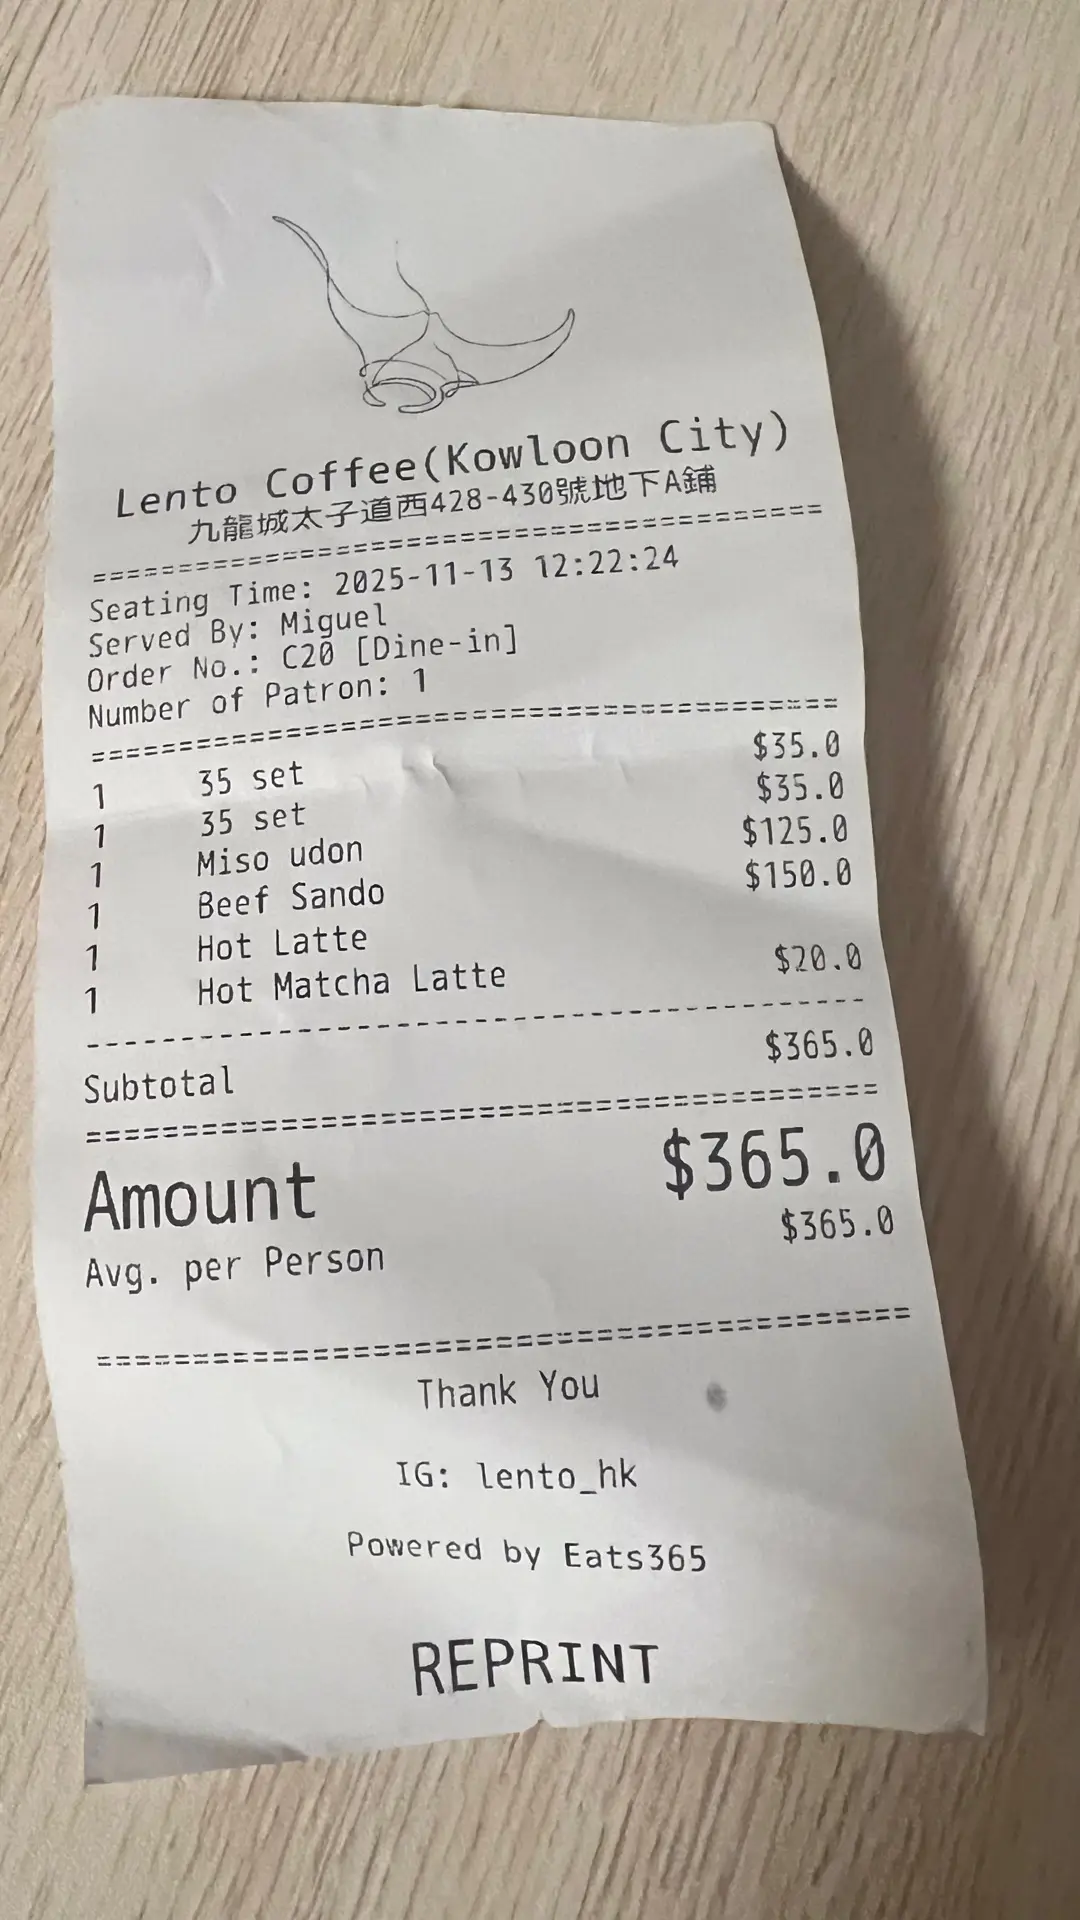 Lento Coffee(Kowloon City)
九龍城太子道西428-430號地下A鋪
======================================
Seating Time: 2025-11-13 12:22:24
Served By: Miguel
Order No.: C20 [Dine-in]
Number of Patron: 1
======================================
1 35 set $35.0
1 35 set $35.0
1 Miso udon $125.0
1 Beef Sando $150.0
1 Hot Latte
1 Hot Matcha Latte $20.0
--------------------------------------
Subtotal $365.0
======================================
Amount $365.0
Avg. per Person $365.0
======================================
Thank You
IG: lento_hk
Powered by Eats365
REPRINT